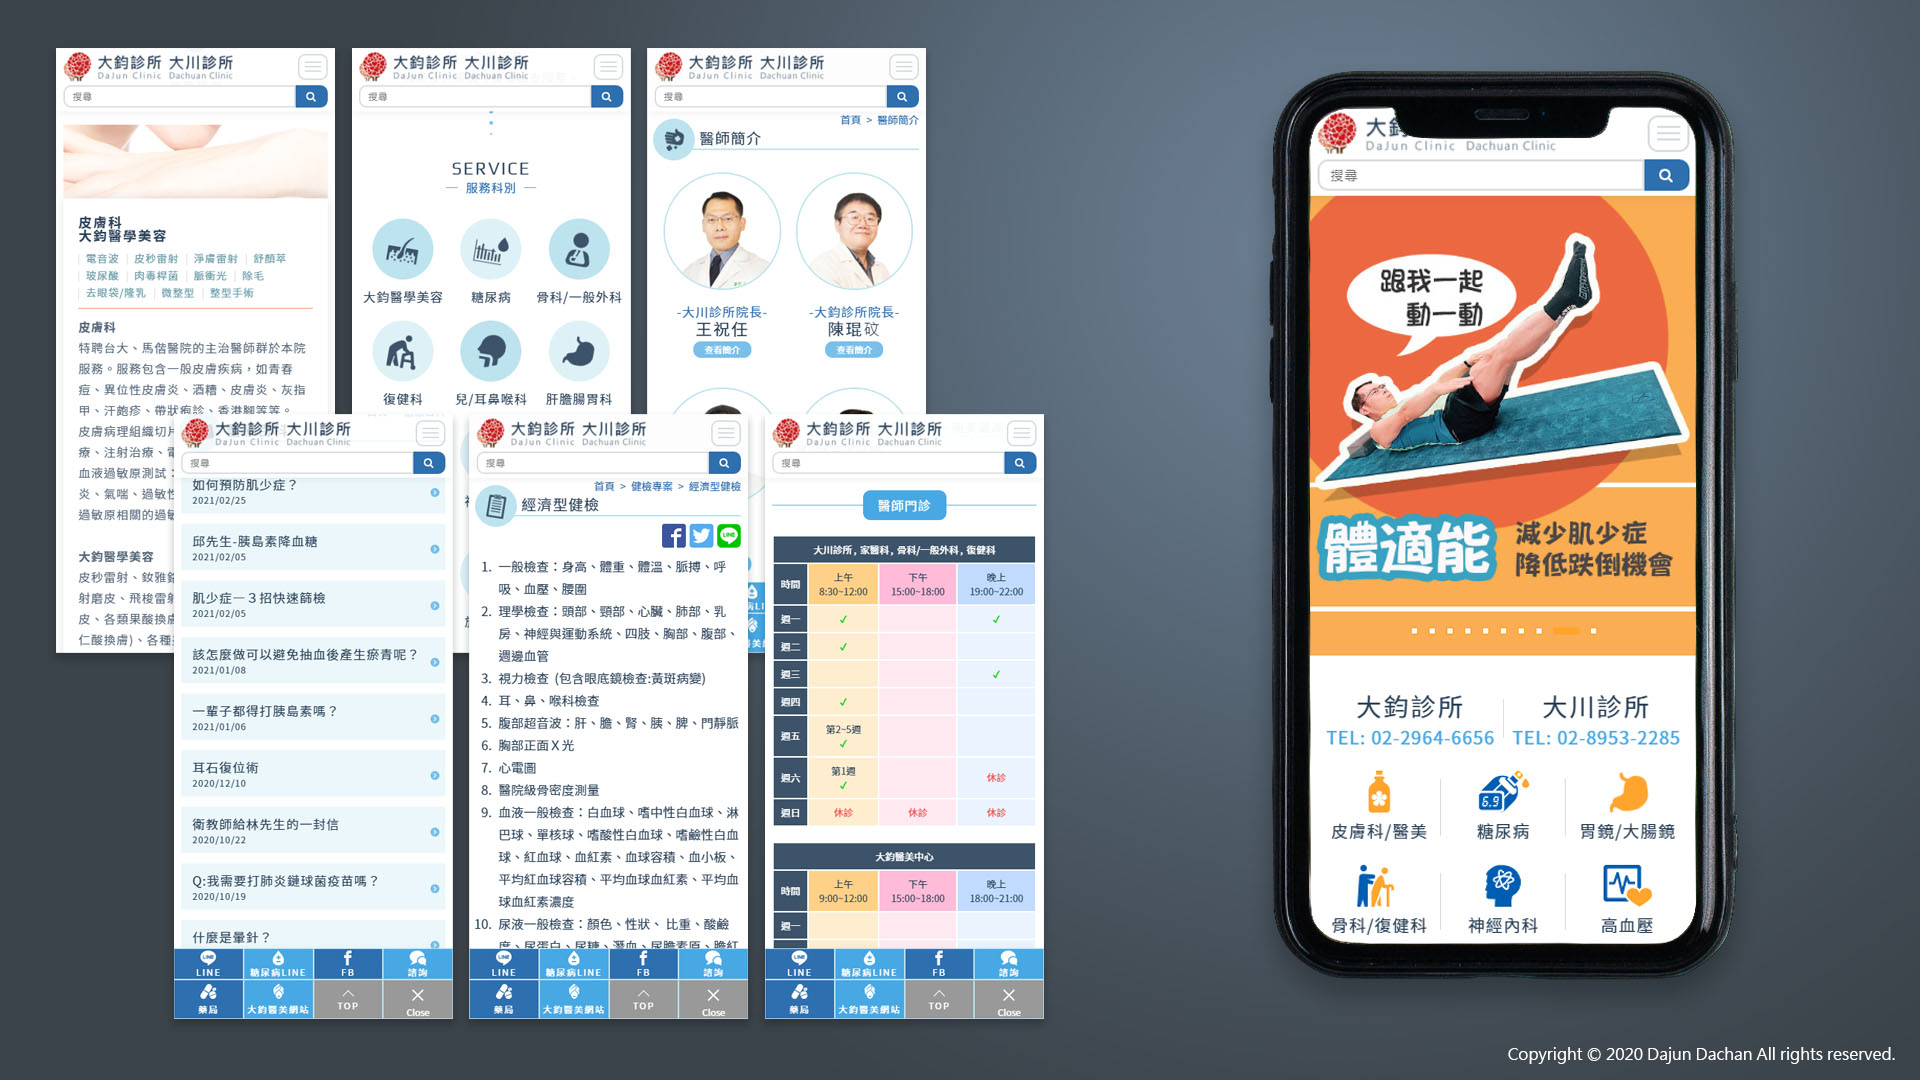 大鈞診所 大川診所
DaJun Clinic Dachuan Clinic
搜尋
皮膚科
大鈞醫學美容
電音波 | 皮秒雷射 | 淨膚雷射 | 舒顏萃
玻尿酸 | 肉毒桿菌 | 脈衝光 | 除毛
去眼袋/隆乳 | 微整型 | 整型手術
皮膚科
特聘台大、馬偕醫院的主治醫師群於本院
服務。服務包含一般皮膚疾病，如青春
痘、異位性皮膚炎、酒糟、皮膚炎、灰指
甲、汗皰疹、帶狀皰疹、香港腳等等。
皮膚病理組織切片
療、注射治療、電
血液過敏原測試：
炎、氣喘、過敏性
過敏原相關的過敏
大鈞醫學美容
皮秒雷射、釹雅鉻
射磨皮、飛梭雷射
皮、各類果酸換膚
仁酸換膚)、各種
大鈞診所 大川診所
DaJun Clinic Dachuan Clinic
搜尋
SERVICE
服務科別
大鈞醫學美容
糖尿病
骨科/一般外科
復健科
兒/耳鼻喉科
肝膽腸胃科
大鈞診所 大川診所
DaJun Clinic Dachuan Clinic
搜尋
首頁 > 醫師簡介
醫師簡介
-大川診所院長-
王祝任
查看簡介
-大鈞診所院長-
陳琨砇
查看簡介
大鈞診所 大川診所
DaJun Clinic Dachuan Clinic
搜尋
如何預防肌少症？
2021/02/25
邱先生-胰島素降血糖
2021/02/05
肌少症－３招快速篩檢
2021/02/05
該怎麼做可以避免抽血後產生瘀青呢？
2021/01/08
一輩子都得打胰島素嗎？
2021/01/06
耳石復位術
2020/12/10
衛教師給林先生的一封信
2020/10/22
Q:我需要打肺炎鏈球菌疫苗嗎？
2020/10/19
什麼是暈針？
LINE
糖尿病LINE
FB
諮詢
藥局
大鈞醫美網站
TOP
Close
大鈞診所 大川診所
DaJun Clinic Dachuan Clinic
搜尋
首頁 > 健檢專案 > 經濟型健檢
經濟型健檢
LINE
1. 一般檢查：身高、體重、體溫、脈搏、呼
吸、血壓、腰圍
2. 理學檢查：頭部、頸部、心臟、肺部、乳
房、神經與運動系統、四肢、胸部、腹部、
週邊血管
3. 視力檢查 (包含眼底鏡檢查:黃斑病變)
4. 耳、鼻、喉科檢查
5. 腹部超音波：肝、膽、腎、胰、脾、門靜脈
6. 胸部正面Ｘ光
7. 心電圖
8. 醫院級骨密度測量
9. 血液一般檢查：白血球、嗜中性白血球、淋
巴球、單核球、嗜酸性白血球、嗜鹼性白血
球、紅血球、血紅素、血球容積、血小板、
平均紅血球容積、平均血球血紅素、平均血
球血紅素濃度
10. 尿液一般檢查：顏色、性狀、 比重、酸鹼
度、尿蛋白、尿糖、潛血、尿膽素原、膽紅
LINE
糖尿病LINE
FB
諮詢
藥局
大鈞醫美網站
TOP
Close
大鈞診所 大川診所
DaJun Clinic Dachuan Clinic
搜尋
醫師門診
大川診所, 家醫科, 骨科/一般外科, 復健科
時間 上午 8:30~12:00 下午 15:00~18:00 晚上 19:00~22:00
週一 ✓ ✓
週二 ✓
週三 ✓
週四 ✓
週五 第2~5週 ✓
週六 第1週 ✓ 休診
週日 休診 休診 休診
大鈞醫美中心
時間 上午 9:00~12:00 下午 15:00~18:00 晚上 18:00~21:00
週一
LINE
糖尿病LINE
FB
諮詢
藥局
大鈞醫美網站
TOP
Close
大鈞
DaJun Clinic Dachuan Clinic
搜尋
跟我一起
動一動
體適能
減少肌少症
降低跌倒機會
大鈞診所
TEL: 02-2964-6656
大川診所
TEL: 02-8953-2285
皮膚科/醫美
6.9
糖尿病
胃鏡/大腸鏡
骨科/復健科
神經內科
高血壓
Copyright © 2020 Dajun Dachan All rights reserved.